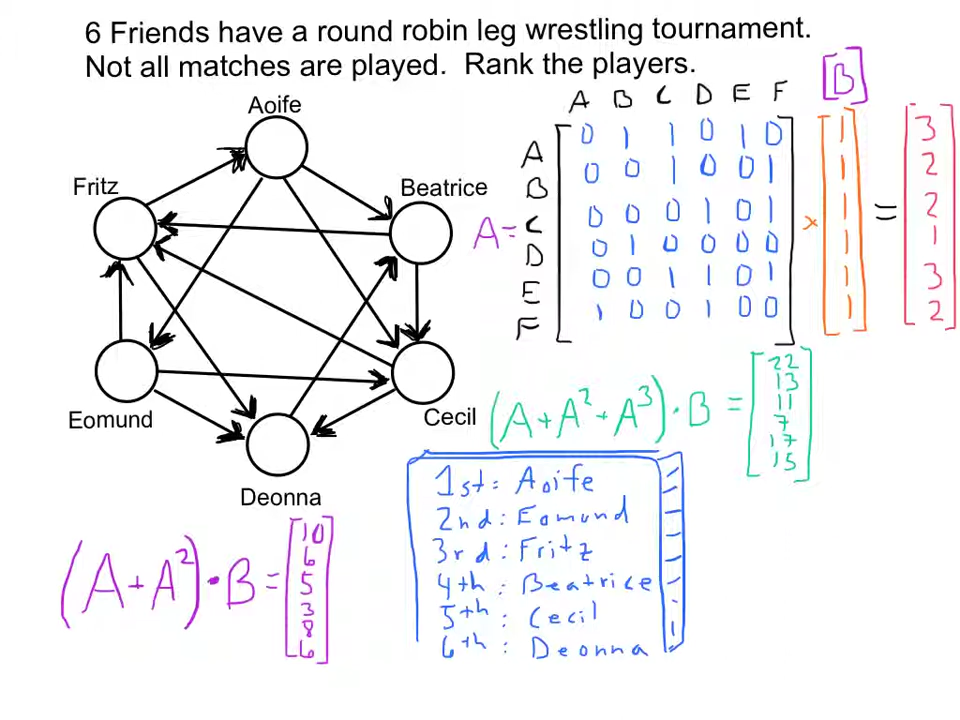 6 Friends have a round robin leg wrestling tournament.
Not all matches are played. Rank the players.
Aoife
Fritz
Beatrice
Eomund
Cecil
Deonna
A B C D E F
[B]
A =
A 0 1 1 0 1 0
B 0 0 1 0 0 1
C 0 0 0 1 0 1
D 0 1 0 0 0 0
E 0 0 1 1 0 1
F 1 0 0 1 0 0
×
1
1
1
1
1
1
=
3
2
2
1
3
2
(A+A²+A³)·B =
22
13
11
7
17
15
(A+A²)·B =
10
6
5
3
8
6
1st: Aoife
2nd: Eomund
3rd: Fritz
4th: Beatrice
5th: Cecil
6th: Deonna